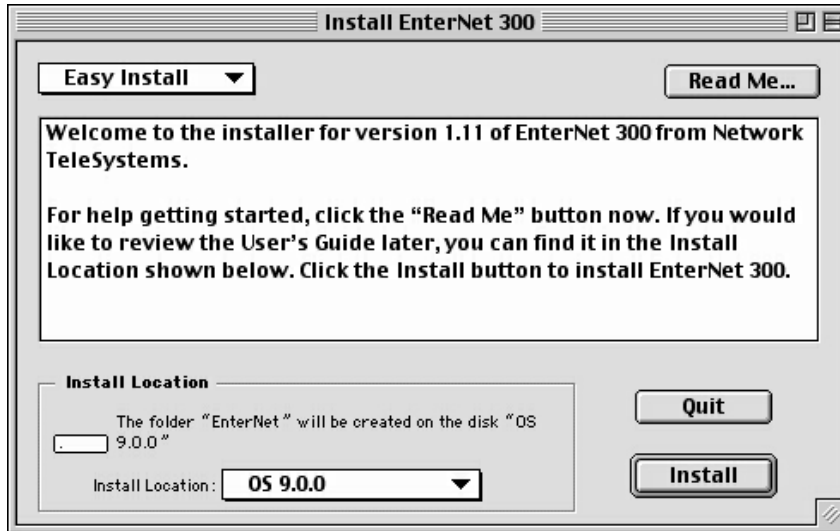 Install EnterNet 300
Easy Install
Read Me...
Welcome to the installer for version 1.11 of EnterNet 300 from Network
TeleSystems.
For help getting started, click the “Read Me” button now. If you would
like to review the User’s Guide later, you can find it in the Install
Location shown below. Click the Install button to install EnterNet 300.
Install Location
The folder “EnterNet” will be created on the disk “OS
9.0.0”
Install Location: OS 9.0.0
Quit
Install